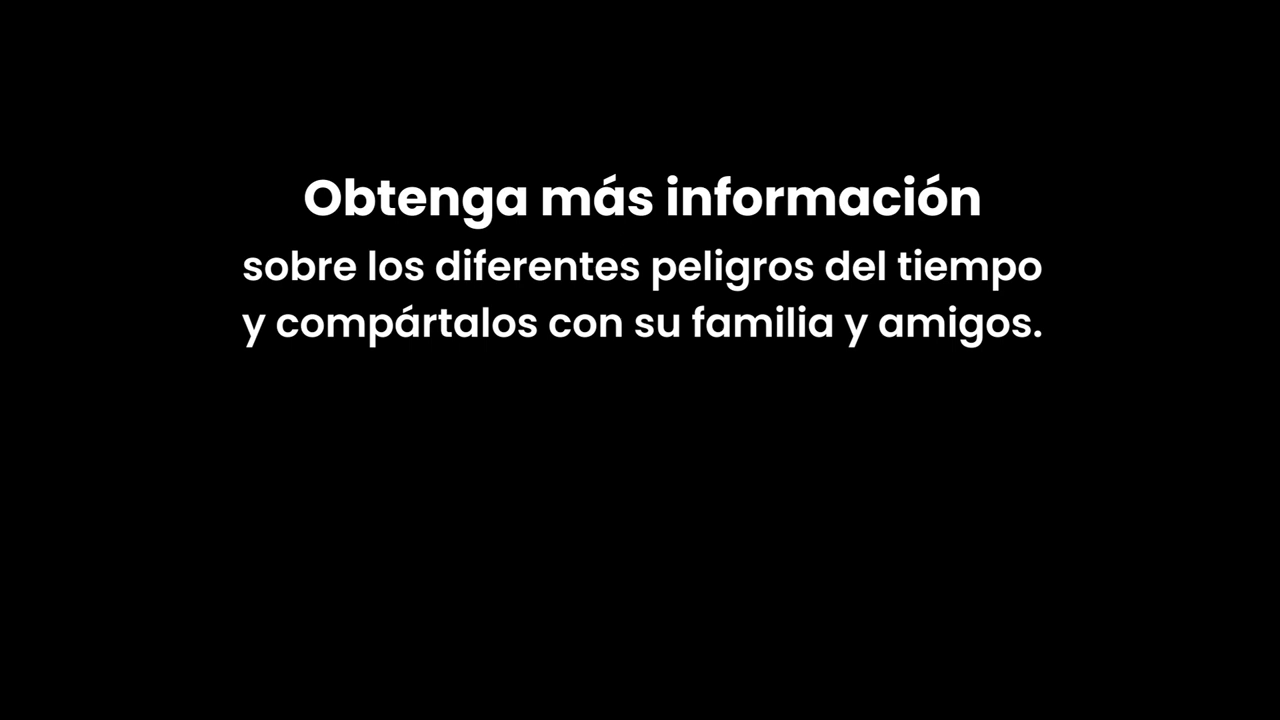 Obtenga más información
sobre los diferentes peligros del tiempo
y compártalos con su familia y amigos.